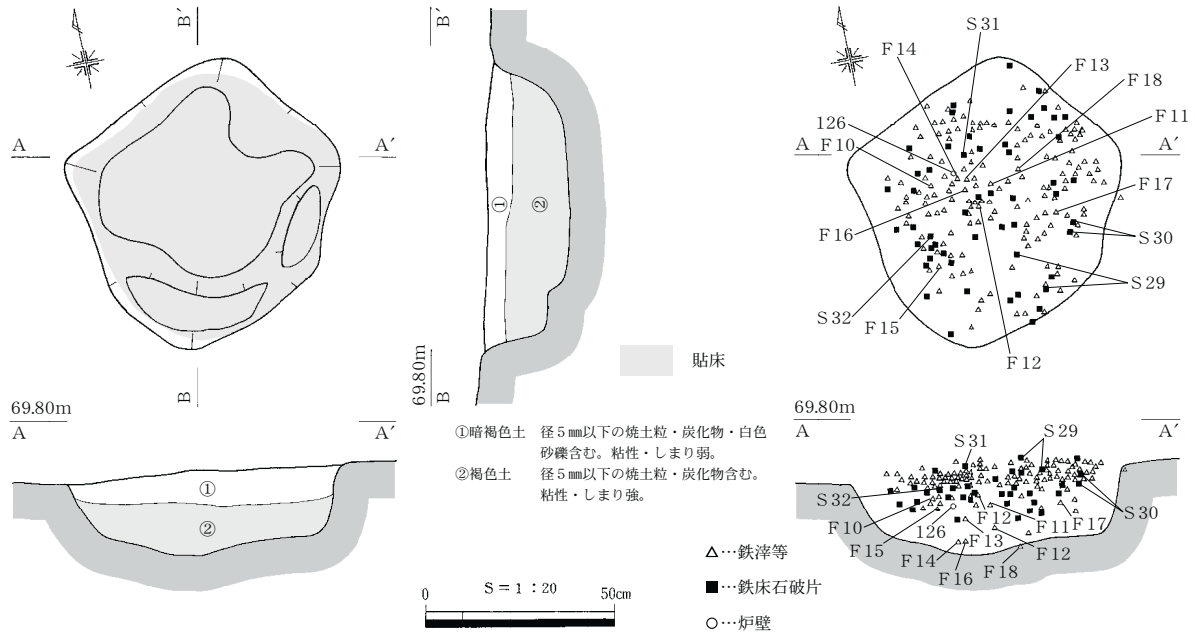 B′
A
A′
B
B′
①
②
69.80m
B
貼床
S31
F14
F13
F18
126
F11
A
F10
A′
F17
F16
S30
S29
S32
F15
F12
69.80m
A
A′
①
②
①暗褐色土 径5㎜以下の焼土粒・炭化物・白色
砂礫含む。粘性・しまり弱。
②褐色土 径5㎜以下の焼土粒・炭化物含む。
粘性・しまり強。
S=1:20
0
50cm
69.80m
A
A′
S31
S29
S32
F10
F12
F11
F17
S30
F15
126
F13
F12
F14
F16
F18
△…鉄滓等
■…鉄床石破片
○…炉壁